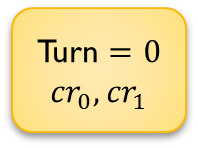 Turn = 0
cr₀, cr₁